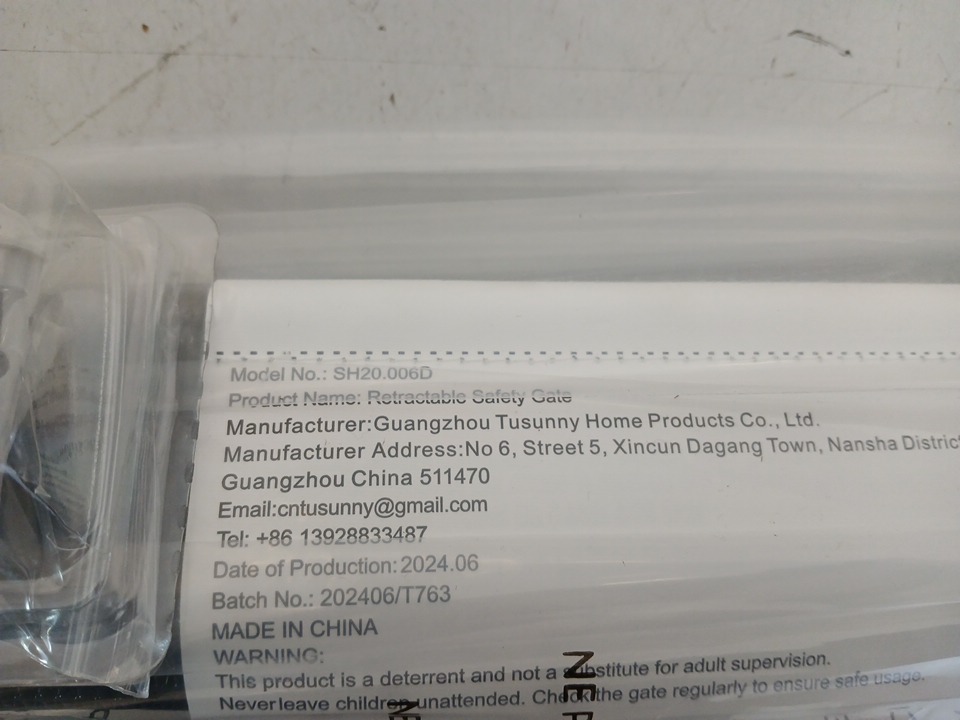 Model No.: SH20.006D
Product Name: Retractable Safety Gate
Manufacturer:Guangzhou Tusunny Home Products Co., Ltd.
Manufacturer Address:No 6, Street 5, Xincun Dagang Town, Nansha District
Guangzhou China 511470
Email:cntusunny@gmail.com
Tel: +86 13928833487
Date of Production: 2024.06
Batch No.: 202406/T763
MADE IN CHINA
WARNING:
This product is a deterrent and not a substitute for adult supervision.
Never leave children unattended. Check the gate regularly to ensure safe usage.